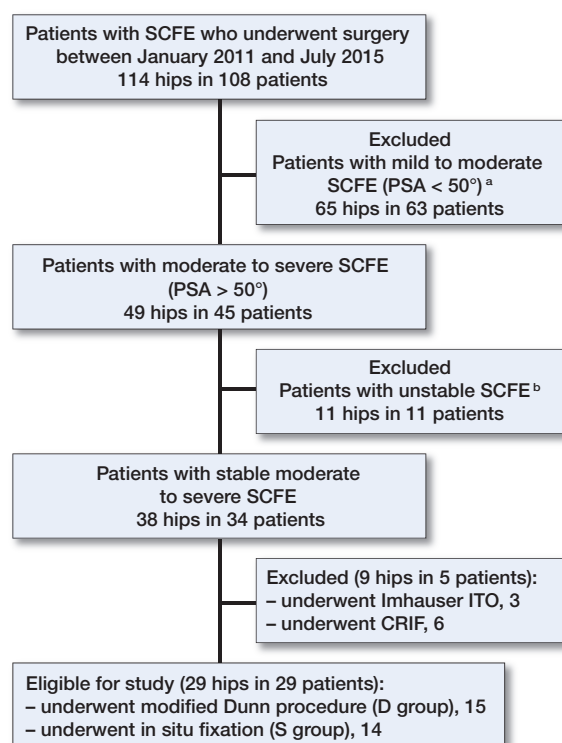 Patients with SCFE who underwent surgery
between January 2011 and July 2015
114 hips in 108 patients
Excluded
Patients with mild to moderate
SCFE (PSA < 50°) a
65 hips in 63 patients
Patients with moderate to severe SCFE
(PSA > 50°)
49 hips in 45 patients
Excluded
Patients with unstable SCFE b
11 hips in 11 patients
Patients with stable moderate
to severe SCFE
38 hips in 34 patients
Excluded (9 hips in 5 patients):
– underwent Imhauser ITO, 3
– underwent CRIF, 6
Eligible for study (29 hips in 29 patients):
– underwent modified Dunn procedure (D group), 15
– underwent in situ fixation (S group), 14